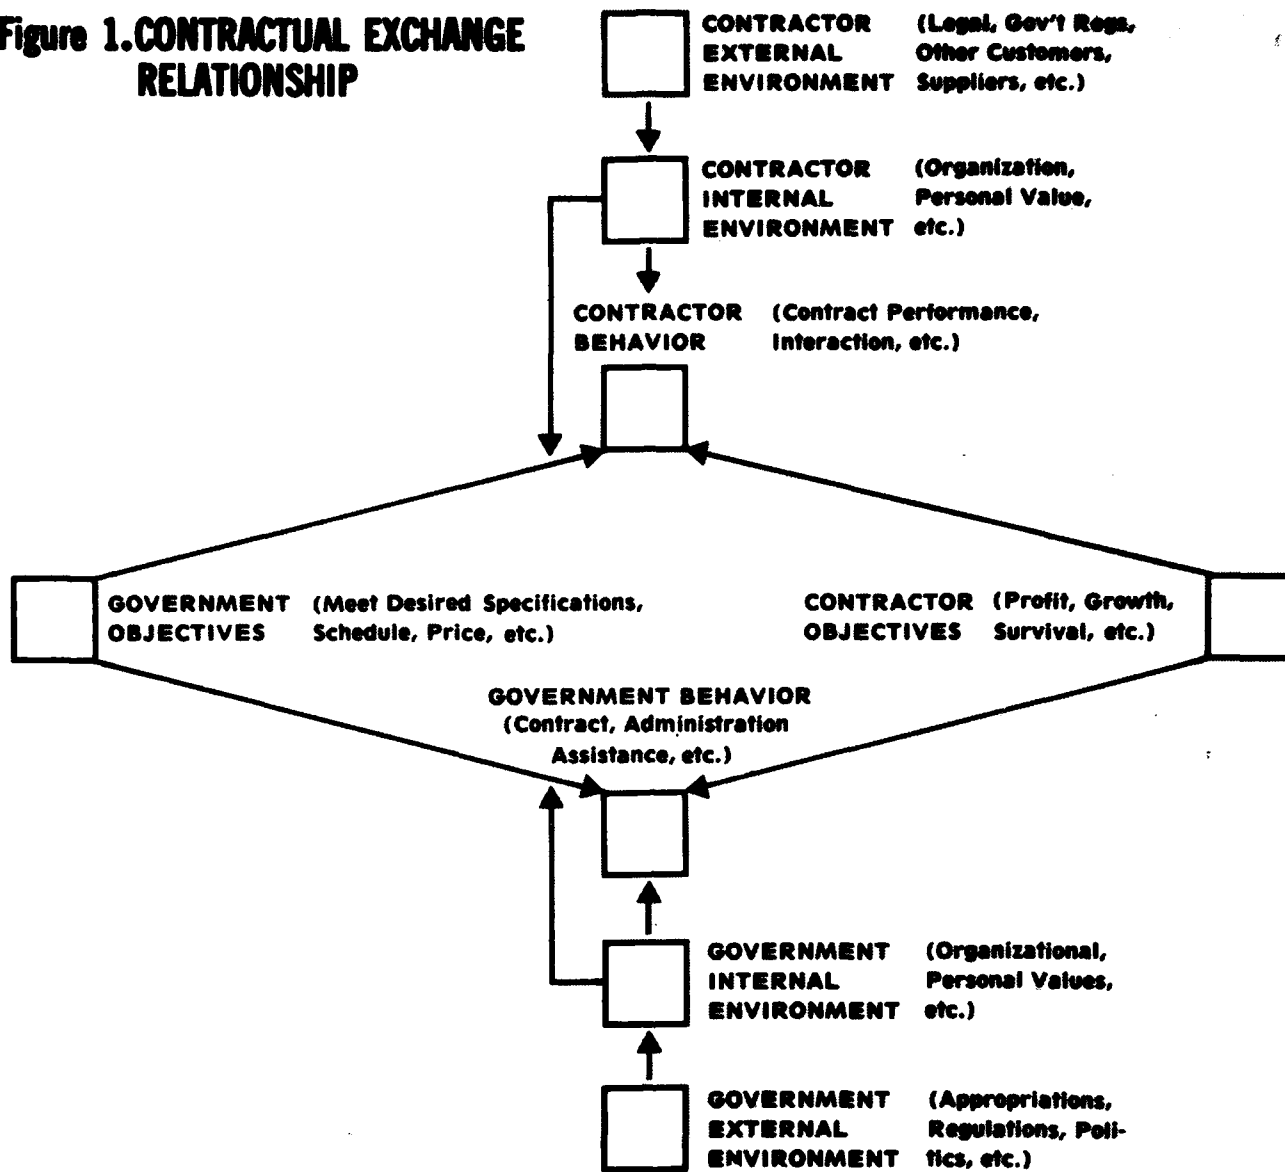 Figure 1. CONTRACTUAL EXCHANGE
RELATIONSHIP
CONTRACTOR (Legal, Gov't Regs,
EXTERNAL Other Customers,
ENVIRONMENT Suppliers, etc.)
CONTRACTOR (Organization,
INTERNAL Personal Value,
ENVIRONMENT etc.)
CONTRACTOR (Contract Performance,
BEHAVIOR Interaction, etc.)
GOVERNMENT (Meet Desired Specifications,
OBJECTIVES Schedule, Price, etc.)
CONTRACTOR (Profit, Growth,
OBJECTIVES Survival, etc.)
GOVERNMENT BEHAVIOR
(Contract, Administration
Assistance, etc.)
GOVERNMENT (Organizational,
INTERNAL Personal Values,
ENVIRONMENT etc.)
GOVERNMENT (Appropriations,
EXTERNAL Regulations, Poli-
ENVIRONMENT tics, etc.)